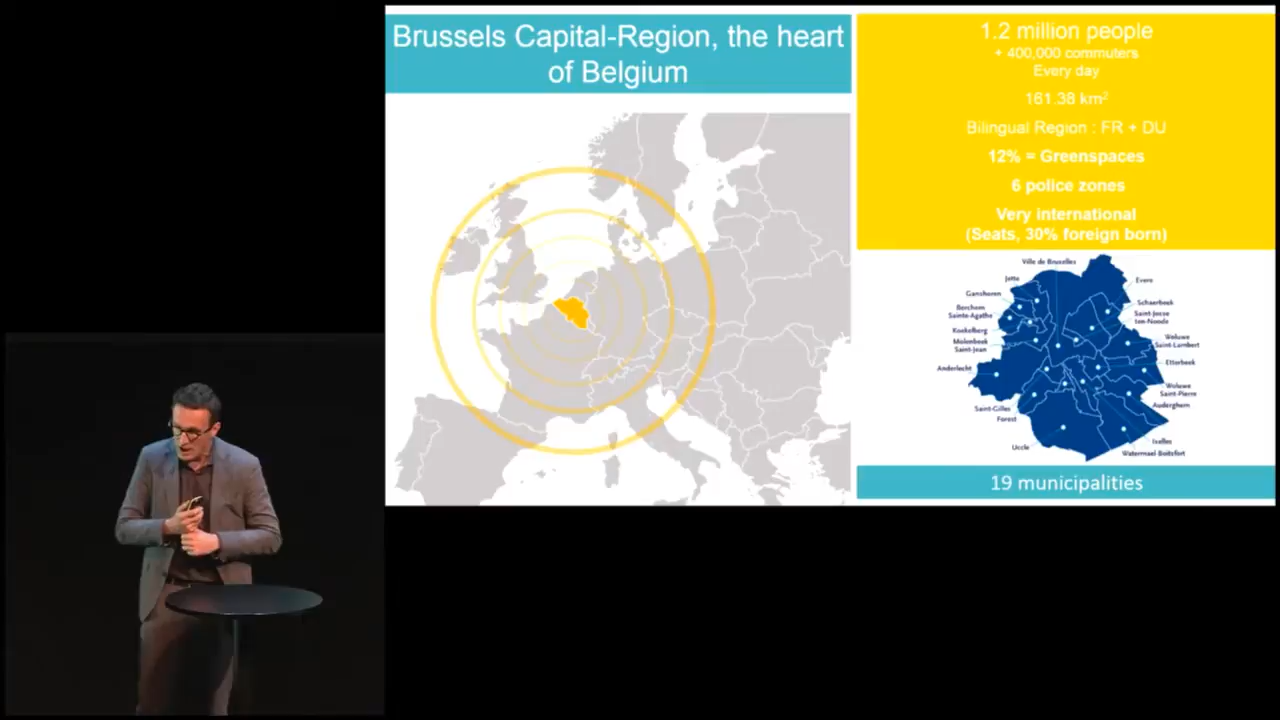 Brussels Capital-Region, the heart
of Belgium
1.2 million people
+ 400,000 commuters
Every day
161.38 km²
Bilingual Region : FR + DU
12% = Greenspaces
6 police zones
Very international
(Seats, 30% foreign born)
Ville de Bruxelles
Jette
Evere
Ganshoren
Schaerbeek
Berchem
Sainte-Agathe
Saint-Josse
ten-Noode
Koekelberg
Woluwe
Saint-Lambert
Molenbeek
Saint-Jean
Etterbeek
Anderlecht
Woluwe
Saint-Pierre
Auderghem
Saint-Gilles
Forest
Ixelles
Uccle
Watermael-Boitsfort
19 municipalities